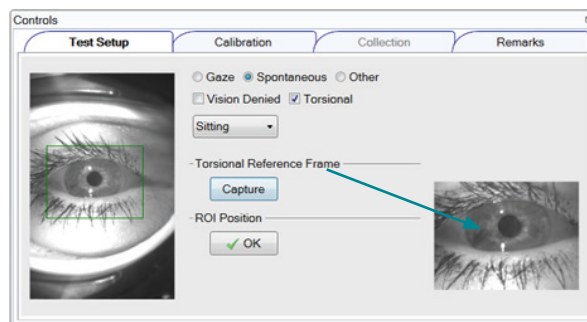 Controls
Test Setup Calibration Collection Remarks
Gaze Spontaneous Other
Vision Denied Torsional
Sitting
Torsional Reference Frame
Capture
ROI Position
OK